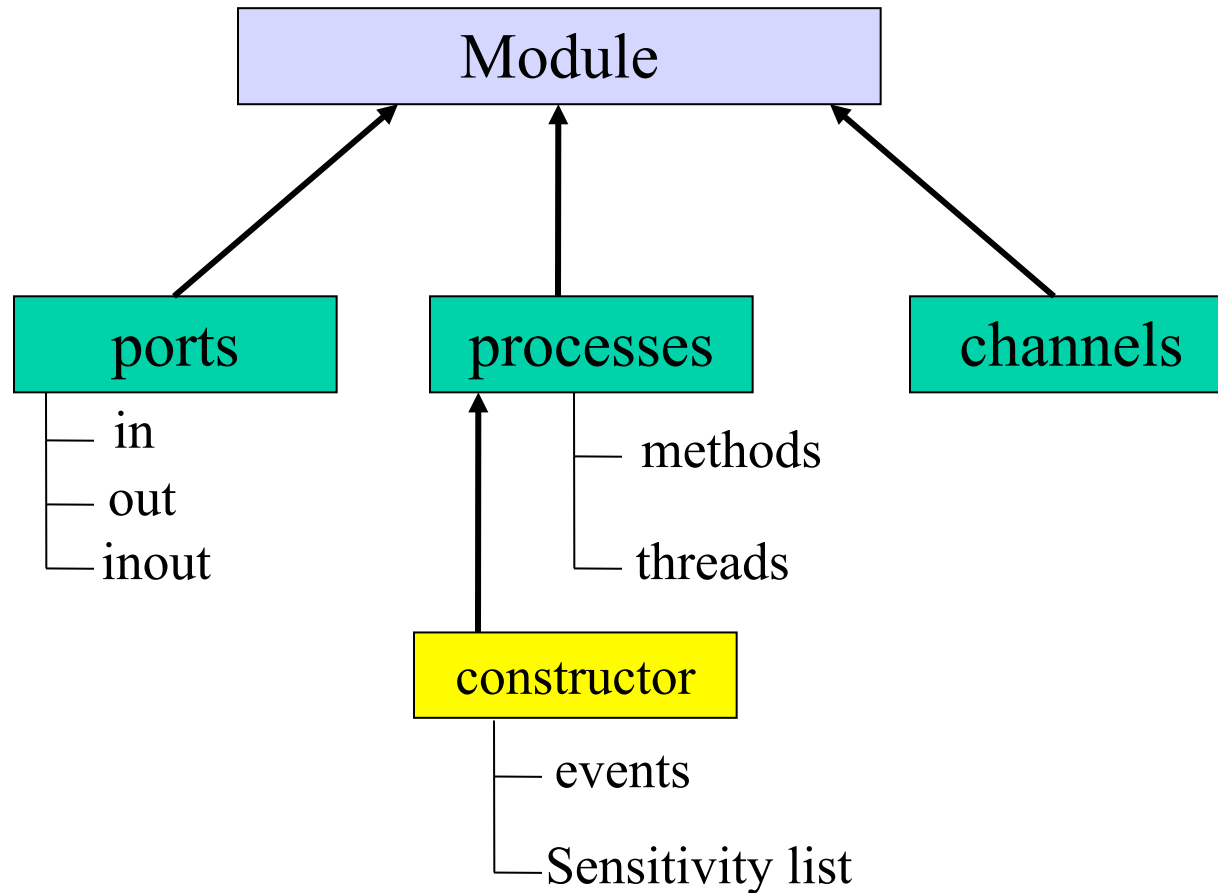 Module
ports
processes
channels
in
out
inout
methods
threads
constructor
events
Sensitivity list